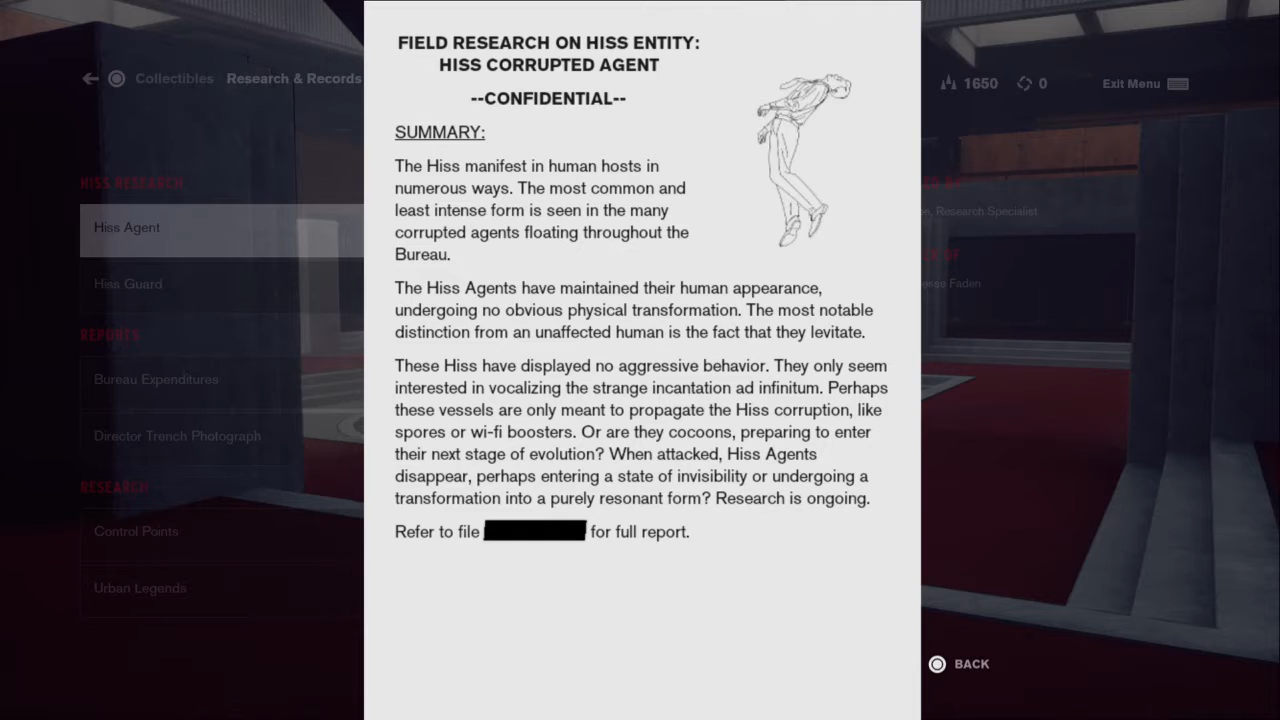 FIELD RESEARCH ON HISS ENTITY:
HISS CORRUPTED AGENT
--CONFIDENTIAL--
SUMMARY:
The Hiss manifest in human hosts in
numerous ways. The most common and
least intense form is seen in the many
corrupted agents floating throughout the
Bureau.
The Hiss Agents have maintained their human appearance,
undergoing no obvious physical transformation. The most notable
distinction from an unaffected human is the fact that they levitate.
These Hiss have displayed no aggressive behavior. They only seem
interested in vocalizing the strange incantation ad infinitum. Perhaps
these vessels are only meant to propagate the Hiss corruption, like
spores or wi-fi boosters. Or are they cocoons, preparing to enter
their next stage of evolution? When attacked, Hiss Agents
disappear, perhaps entering a state of invisibility or undergoing a
transformation into a purely resonant form? Research is ongoing.
Refer to file for full report.
Collectibles Research & Records
HISS RESEARCH
Hiss Agent
Hiss Guard
REPORTS
Bureau Expenditures
Director Trench Photograph
RESEARCH
Control Points
Urban Legends
1650 0 Exit Menu
Research Specialist
Faden
BACK